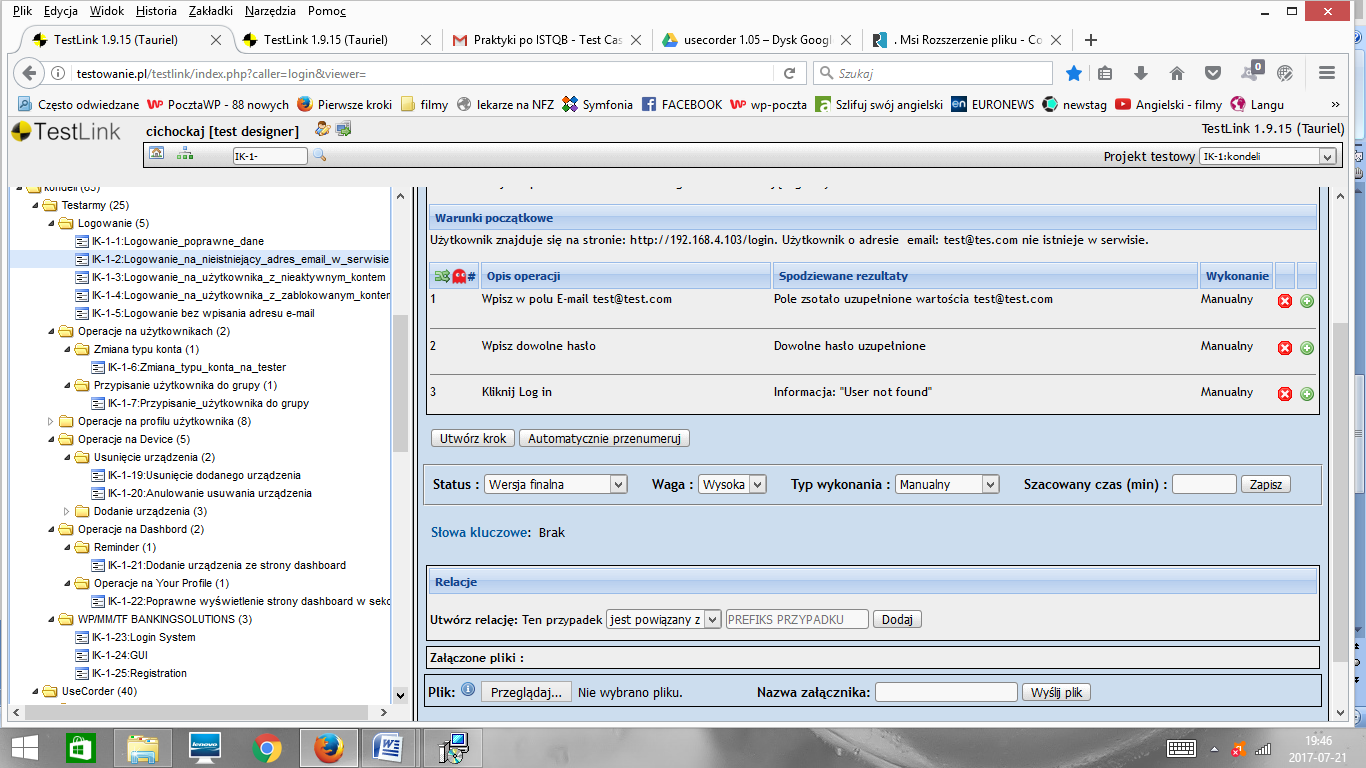 Plik Edycja Widok Historia Zakładki Narzędzia Pomoc
TestLink 1.9.15 (Tauriel)
TestLink 1.9.15 (Tauriel)
Praktyki po ISTQB - Test Cas
usecorder 1.05 – Dysk Googl
. Msi Rozszerzenie pliku - Co
testowanie.pl/testlink/index.php?caller=login&viewer=
Szukaj
0
Często odwiedzane
PocztaWP - 88 nowych
Pierwsze kroki
filmy
lekarze na NFZ
Symfonia
FACEBOOK
wp-poczta
Szlifuj swój angielski
EURONEWS
newstag
Angielski - filmy
Langu
TestLink
cichockaj [test designer]
TestLink 1.9.15 (Tauriel)
IK-1-
Projekt testowy IK-1:kondeli
kondeli (65)
Testarmy (25)
Logowanie (5)
IK-1-1:Logowanie_poprawne_dane
IK-1-2:Logowanie_na_nieistniejący_adres_email_w_serwisie
IK-1-3:Logowanie_na_użytkownika_z_nieaktywnym_kontem
IK-1-4:Logowanie_na_użytkownika_z_zablokowanym_kontem
IK-1-5:Logowanie bez wpisania adresu e-mail
Operacje na użytkownikach (2)
Zmiana typu konta (1)
IK-1-6:Zmiana_typu_konta_na_tester
Przypisanie użytkownika do grupy (1)
IK-1-7:Przypisanie_użytkownika do grupy
Operacje na profilu użytkownika (8)
Operacje na Device (5)
Usunięcie urządzenia (2)
IK-1-19:Usunięcie dodanego urządzenia
IK-1-20:Anulowanie usuwania urządzenia
Dodanie urządzenia (3)
Operacje na Dashbord (2)
Reminder (1)
IK-1-21:Dodanie urządzenia ze strony dashboard
Operacje na Your Profile (1)
IK-1-22:Poprawne wyświetlenie strony dashboard w sekc
WP/MM/TF BANKINGSOLUTIONS (3)
IK-1-23:Login System
IK-1-24:GUI
IK-1-25:Registration
UseCorder (40)
Warunki początkowe
Użytkownik znajduje się na stronie: http://192.168.4.103/login. Użytkownik o adresie email: test@tes.com nie istnieje w serwisie.
# Opis operacji Spodziewane rezultaty Wykonanie
1 Wpisz w polu E-mail test@test.com Pole zsotało uzupełnione wartościa test@test.com Manualny
2 Wpisz dowolne hasło Dowolne hasło uzupełnione Manualny
3 Kliknij Log in Informacja: "User not found" Manualny
Utwórz krok Automatycznie przenumeruj
Status : Wersja finalna Waga : Wysoka Typ wykonania : Manualny Szacowany czas (min) : Zapisz
Słowa kluczowe: Brak
Relacje
Utwórz relację: Ten przypadek jest powiązany z PREFIKS PRZYPADKU Dodaj
Załączone pliki :
Plik: Przeglądaj... Nie wybrano pliku. Nazwa załącznika: Wyślij plik
lenovo
19:46
2017-07-21